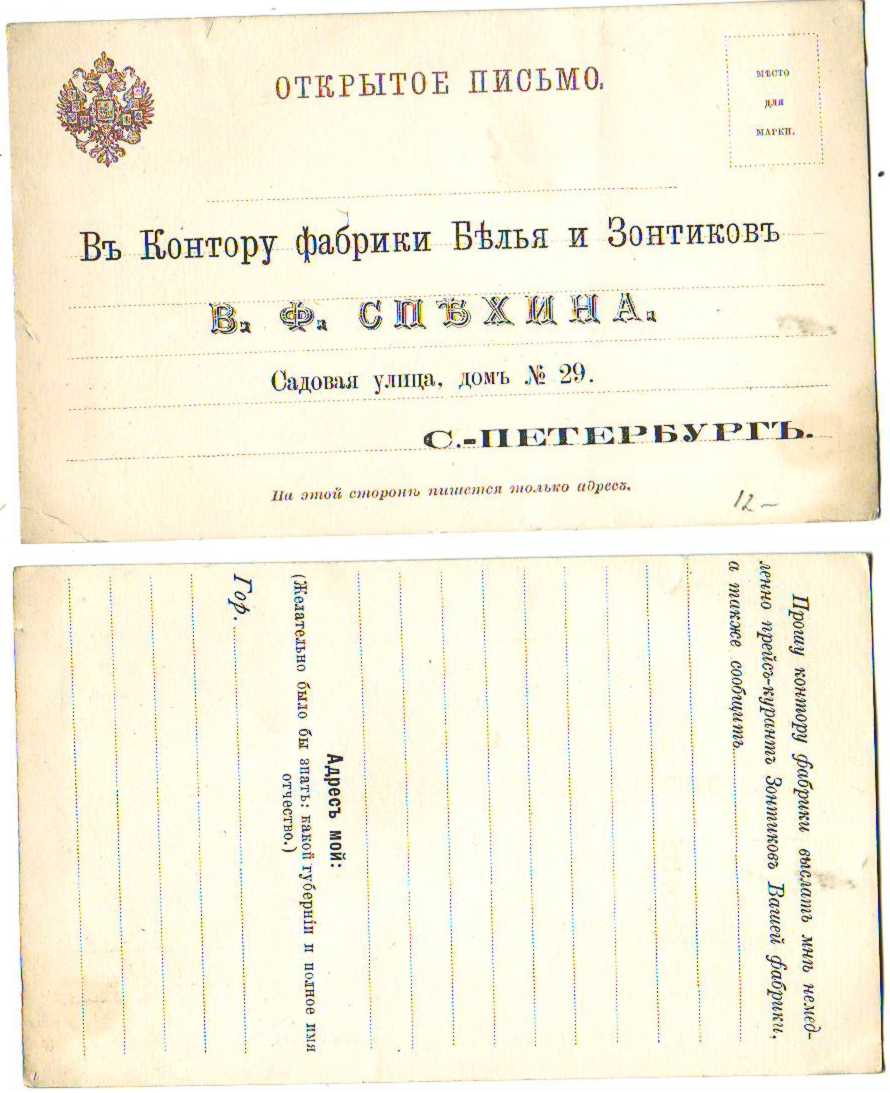 ОТКРЫТОЕ ПИСЬМО.
МѢСТО
ДЛЯ
МАРКИ.
Въ Контору фабрики Бѣлья и Зонтиковъ
В. Ф. СПѢХИНА.
Садовая улица, домъ № 29.
С.-ПЕТЕРБУРГЪ.
На этой сторонѣ пишется только адресъ.
12 –
Прошу контору фабрики выслать мнѣ немед-
ленно прейсъ-курантъ Зонтиковъ Вашей фабрики,
а также сообщить
Адресъ мой:
(Желательно было бы знать: какой губерніи и полное имя
отчество.)
Гор.